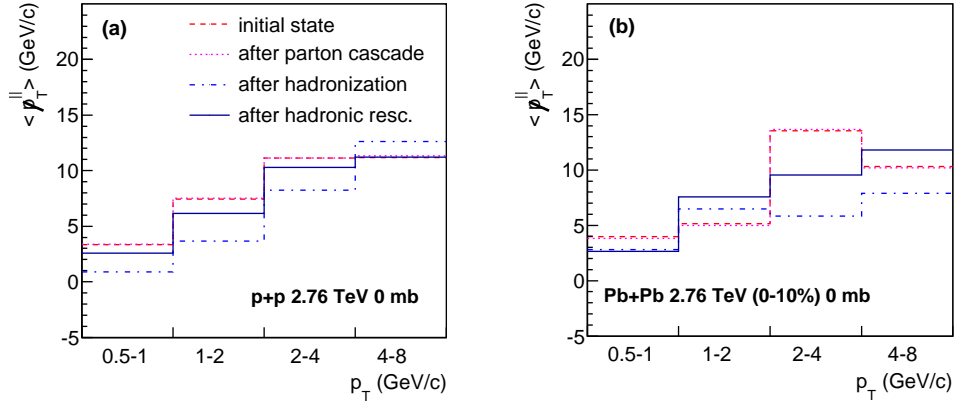 (a)
initial state
after parton cascade
after hadronization
after hadronic resc.
< p̸_T^|| > (GeV/c)
20
15
10
5
0
-5
p+p 2.76 TeV 0 mb
0.5-1 1-2 2-4 4-8
p_T (GeV/c)
(b)
< p̸_T^|| > (GeV/c)
20
15
10
5
0
-5
Pb+Pb 2.76 TeV (0-10%) 0 mb
0.5-1 1-2 2-4 4-8
p_T (GeV/c)